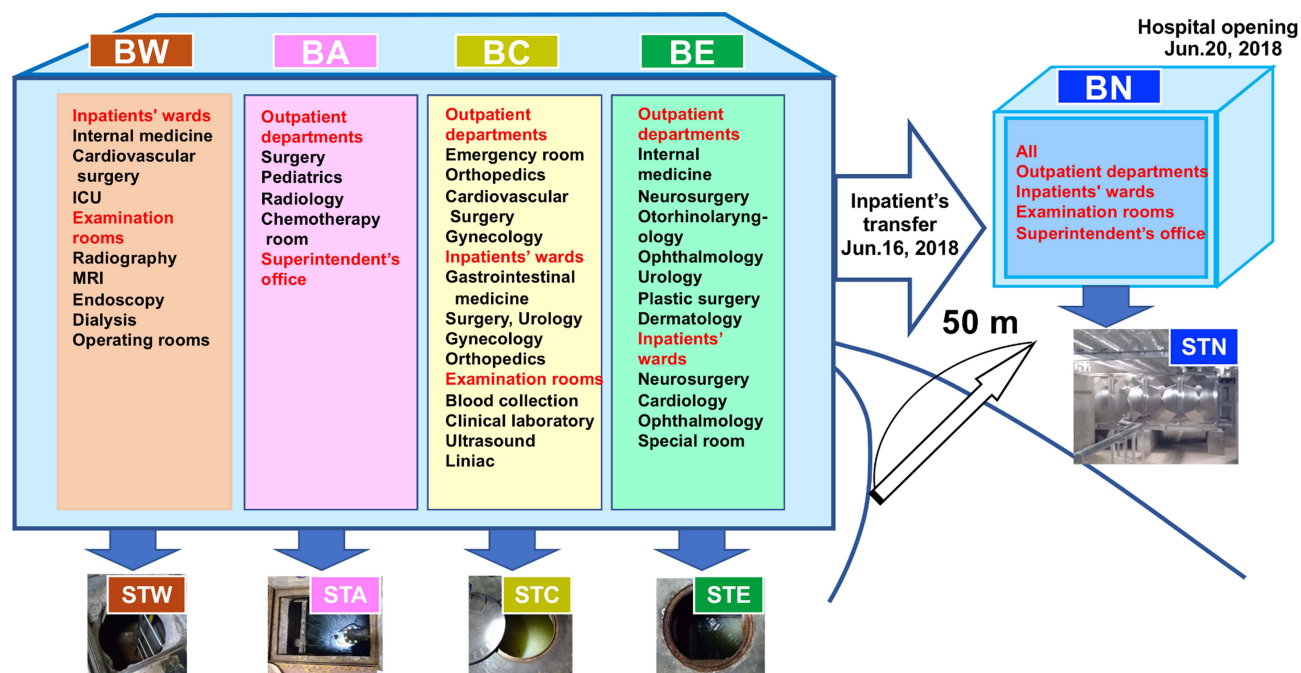 BW
Inpatients' wards
Internal medicine
Cardiovascular
surgery
ICU
Examination
rooms
Radiography
MRI
Endoscopy
Dialysis
Operating rooms
STW
BA
Outpatient
departments
Surgery
Pediatrics
Radiology
Chemotherapy
room
Superintendent's
office
STA
BC
Outpatient
departments
Emergency room
Orthopedics
Cardiovascular
Surgery
Gynecology
Inpatients' wards
Gastrointestinal
medicine
Surgery, Urology
Gynecology
Orthopedics
Examination rooms
Blood collection
Clinical laboratory
Ultrasound
Liniac
STC
BE
Outpatient
departments
Internal
medicine
Neurosurgery
Otorhinolaryng-
ology
Ophthalmology
Urology
Plastic surgery
Dermatology
Inpatients'
wards
Neurosurgery
Cardiology
Ophthalmology
Special room
STE
Inpatient's
transfer
Jun.16, 2018
50 m
Hospital opening
Jun.20, 2018
BN
All
Outpatient departments
Inpatients' wards
Examination rooms
Superintendent's office
STN